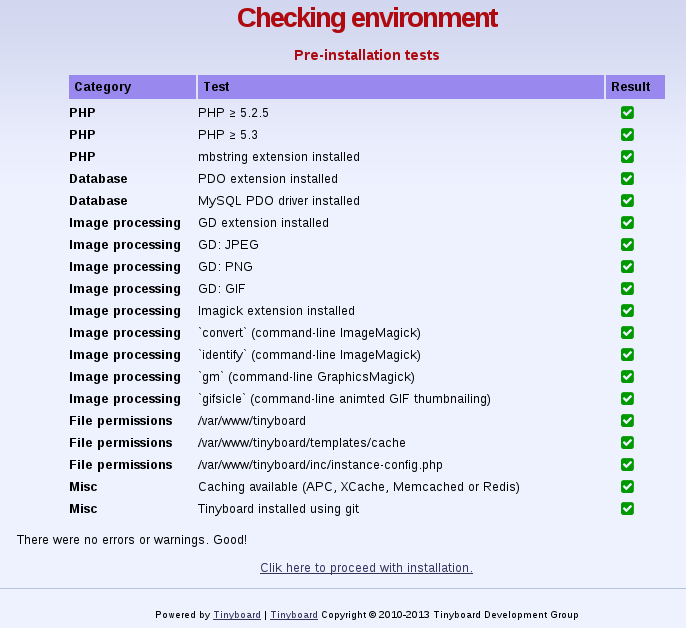 Checking environment
Pre-installation tests
Category Test Result
PHP PHP ≥ 5.2.5
PHP PHP ≥ 5.3
PHP mbstring extension installed
Database PDO extension installed
Database MySQL PDO driver installed
Image processing GD extension installed
Image processing GD: JPEG
Image processing GD: PNG
Image processing GD: GIF
Image processing Imagick extension installed
Image processing `convert` (command-line ImageMagick)
Image processing `identify` (command-line ImageMagick)
Image processing `gm` (command-line GraphicsMagick)
Image processing `gifsicle` (command-line animted GIF thumbnailing)
File permissions /var/www/tinyboard
File permissions /var/www/tinyboard/templates/cache
File permissions /var/www/tinyboard/inc/instance-config.php
Misc Caching available (APC, XCache, Memcached or Redis)
Misc Tinyboard installed using git
There were no errors or warnings. Good!
Clik here to proceed with installation.
Powered by Tinyboard | Tinyboard Copyright © 2010-2013 Tinyboard Development Group